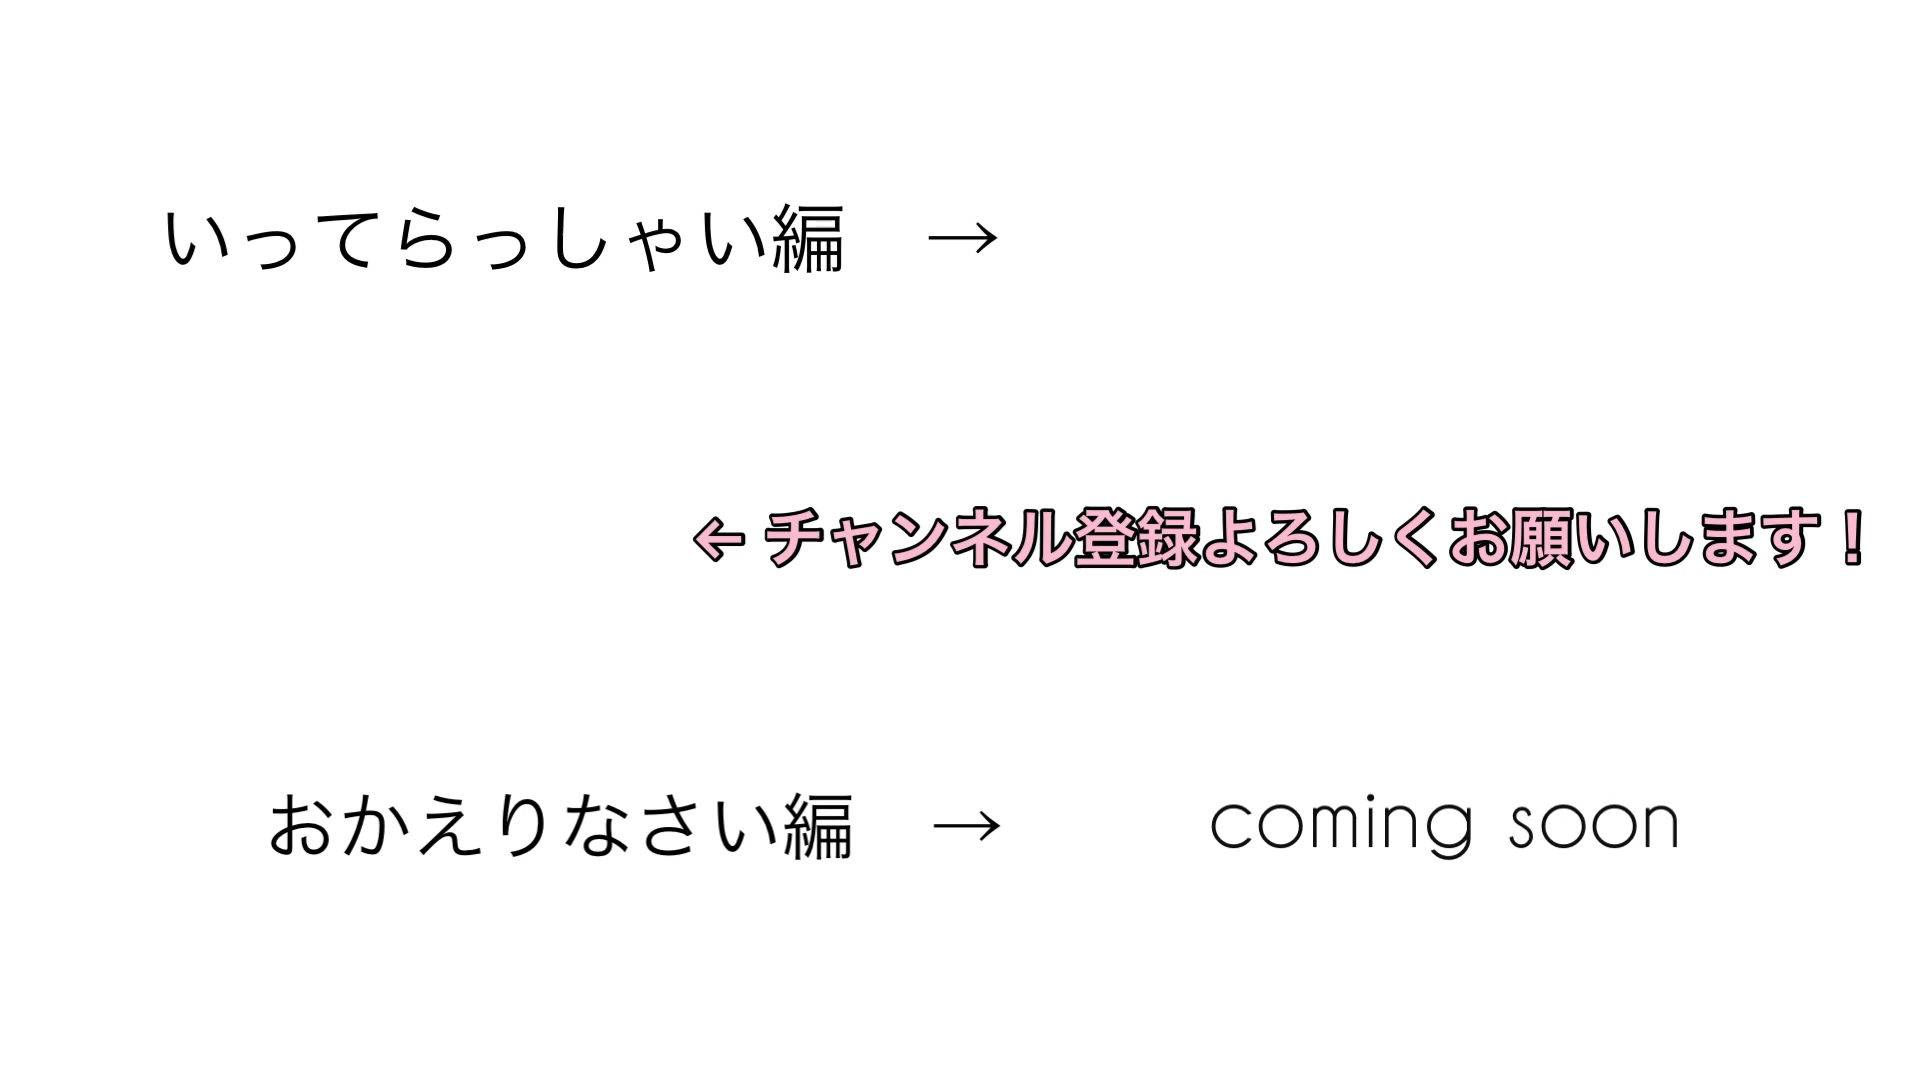 いってらっしゃい編 →
← チャンネル登録よろしくお願いします！
おかえりなさい編 → coming soon